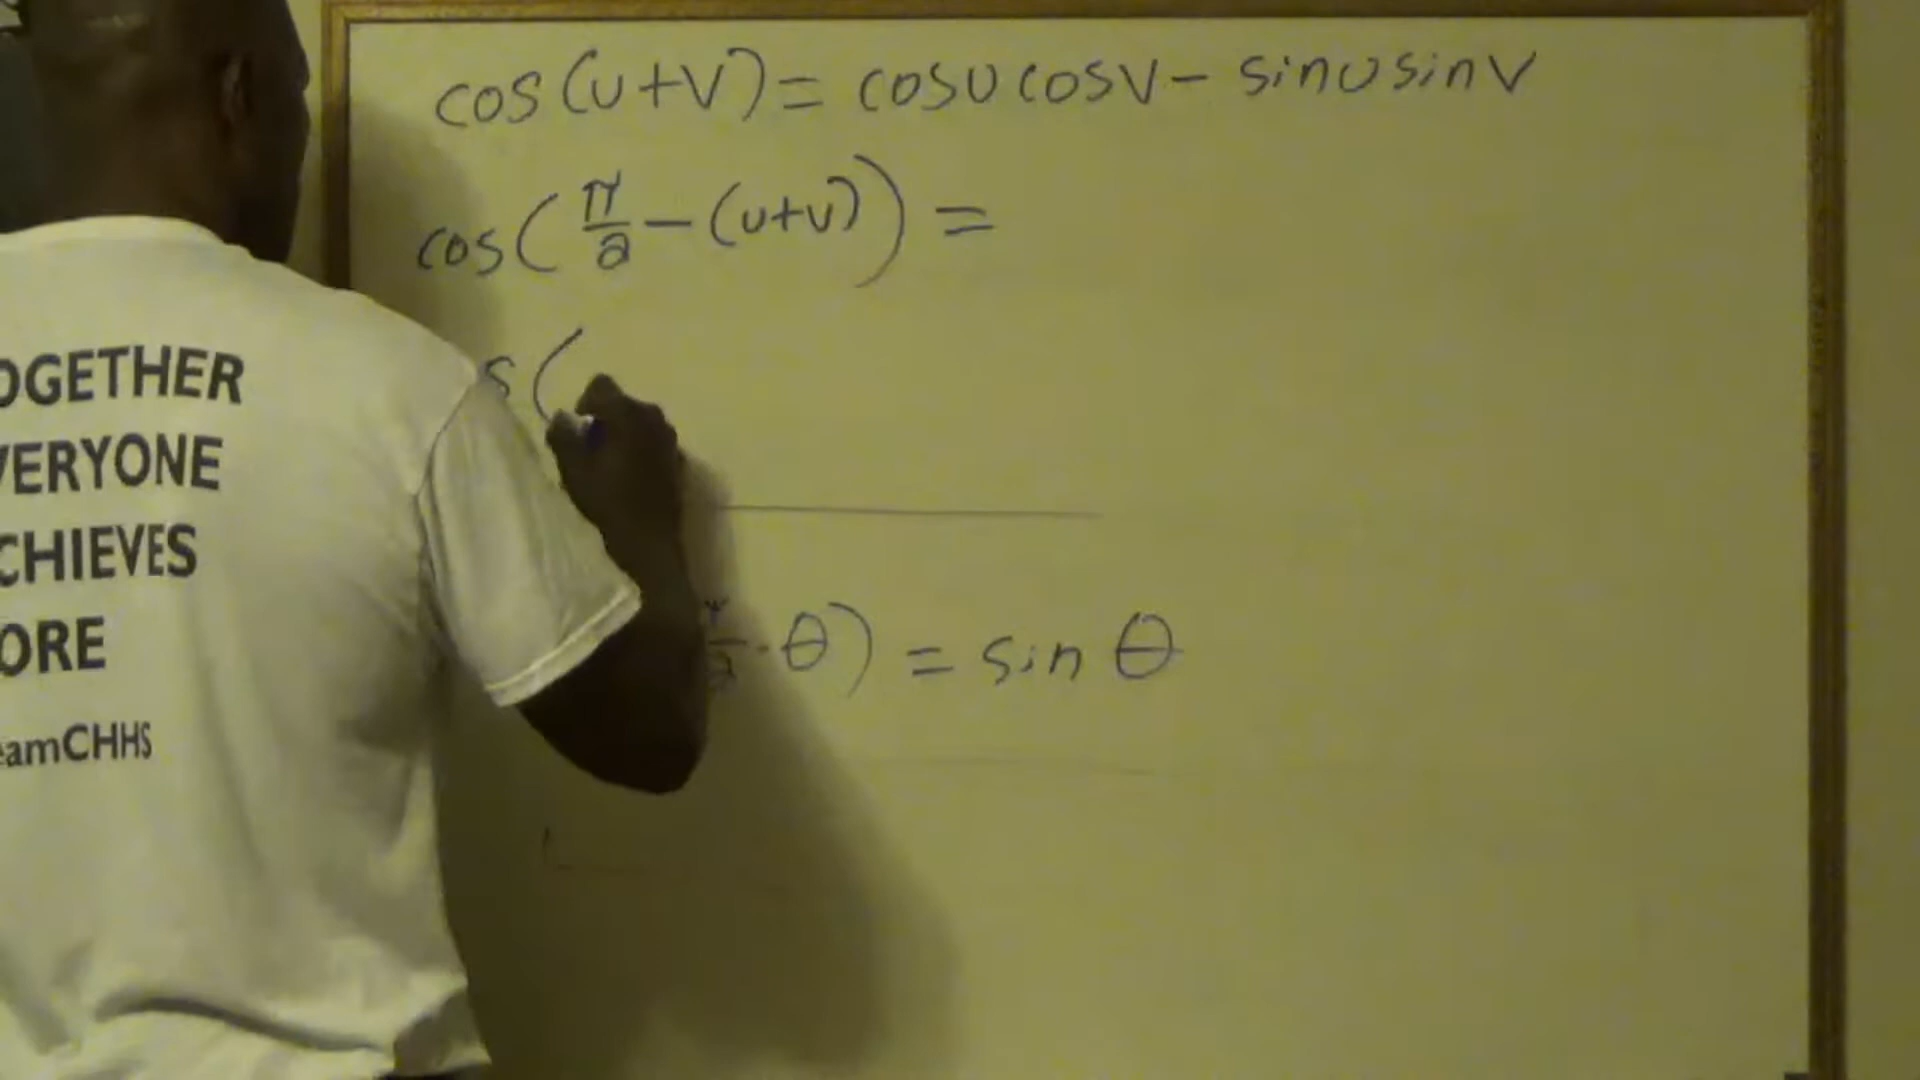 cos(u+v) = cosu cosv - sinu sinv
cos(π/2 - (u+v)) =
s(
θ) = sin θ
OGETHER
VERYONE
CHIEVES
ORE
eamCHHS